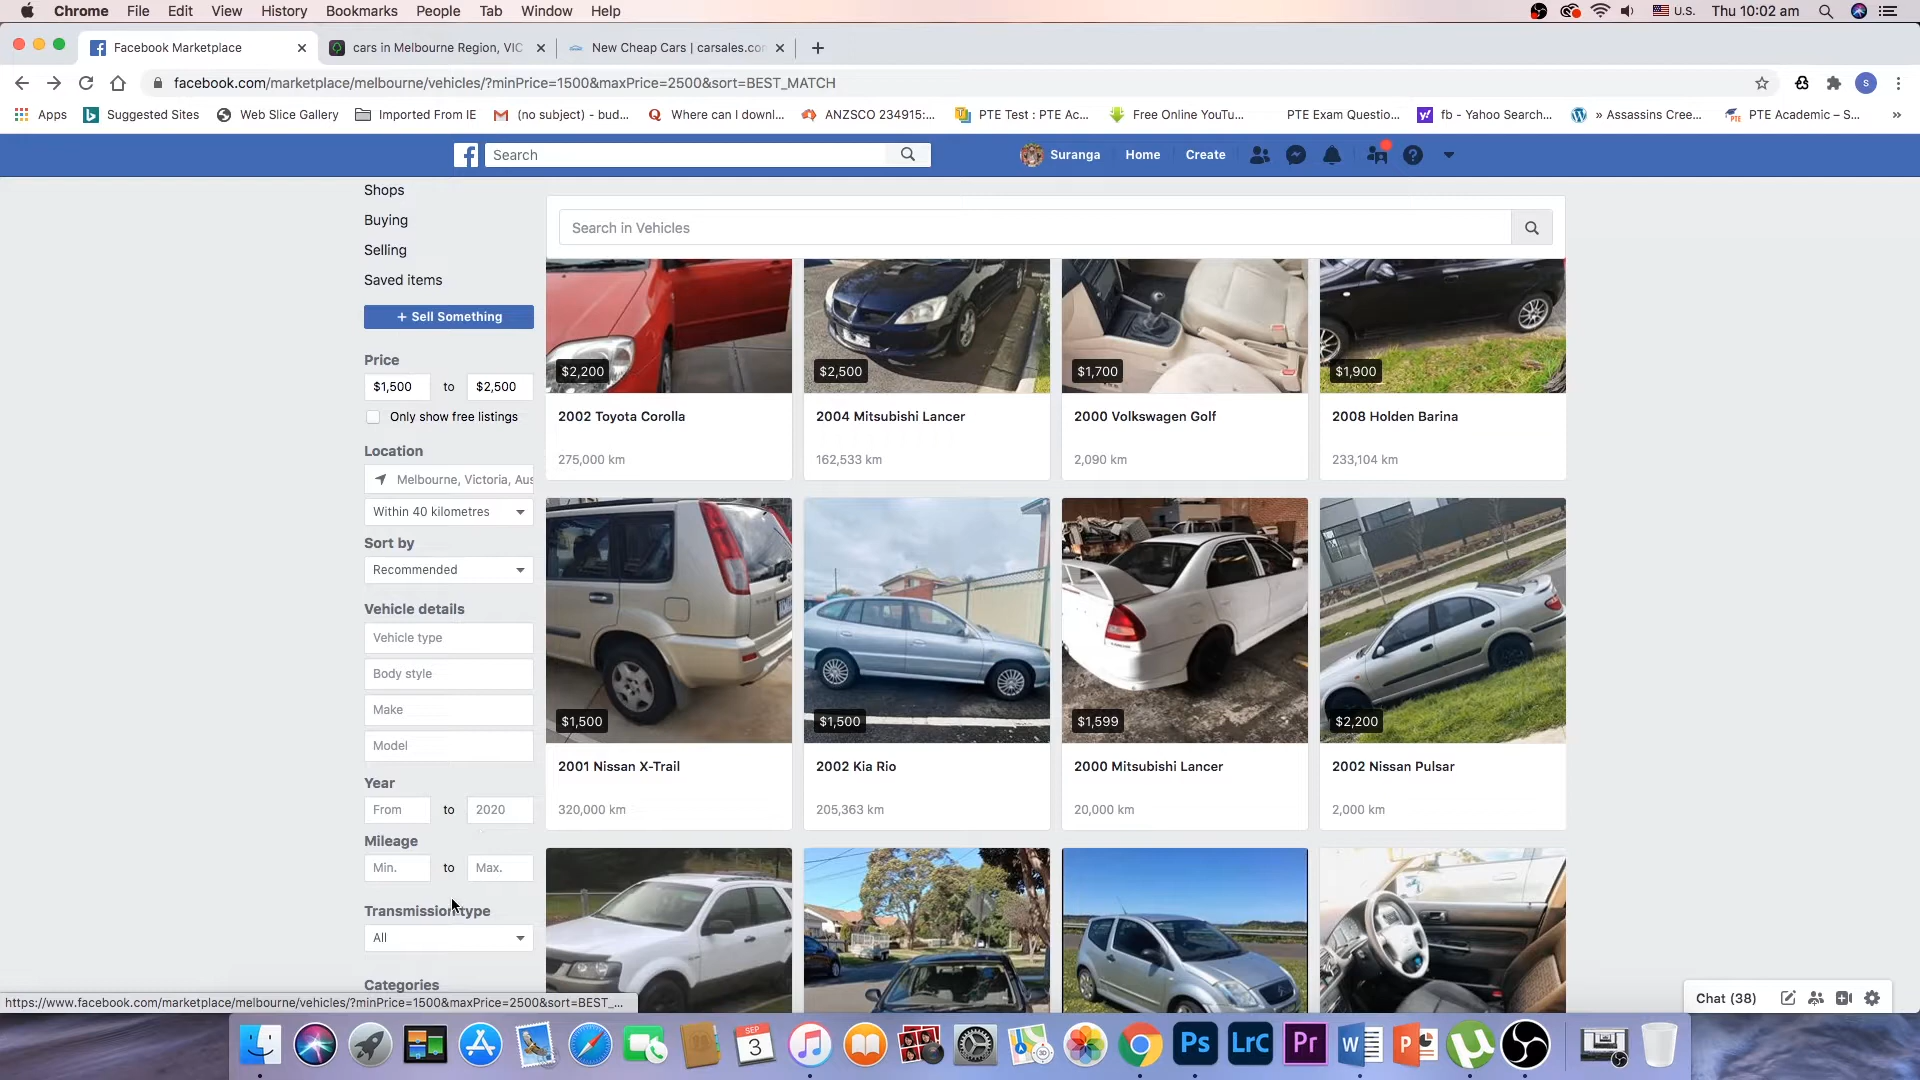 Chrome File Edit View History Bookmarks People Tab Window Help U.S. Thu 10:02 am
Facebook Marketplace cars in Melbourne Region, VIC New Cheap Cars | carsales.co
facebook.com/marketplace/melbourne/vehicles/?minPrice=1500&maxPrice=2500&sort=BEST_MATCH S
Apps Suggested Sites Web Slice Gallery Imported From IE (no subject) - bud... Where can I downl... ANZSCO 234915:... PTE Test : PTE Ac... Free Online YouTu... PTE Exam Questio... fb - Yahoo Search... » Assassins Cree... PTE Academic – S... »
Search Suranga Home Create
Shops
Buying
Selling
Saved items
+ Sell Something
Price
$1,500 to $2,500
Only show free listings
Location
Melbourne, Victoria, Aus
Within 40 kilometres
Sort by
Recommended
Vehicle details
Vehicle type
Body style
Make
Model
Year
From to 2020
Mileage
Min. to Max.
Transmission type
All
Categories
Search in Vehicles
$2,200 $2,500 $1,700 $1,900
2002 Toyota Corolla 2004 Mitsubishi Lancer 2000 Volkswagen Golf 2008 Holden Barina
275,000 km 162,533 km 2,090 km 233,104 km
$1,500 $1,500 $1,599 $2,200
2001 Nissan X-Trail 2002 Kia Rio 2000 Mitsubishi Lancer 2002 Nissan Pulsar
320,000 km 205,363 km 20,000 km 2,000 km
https://www.facebook.com/marketplace/melbourne/vehicles/?minPrice=1500&maxPrice=2500&sort=BEST_...
Chat (38)
SEP
3
Ps LrC Pr W P